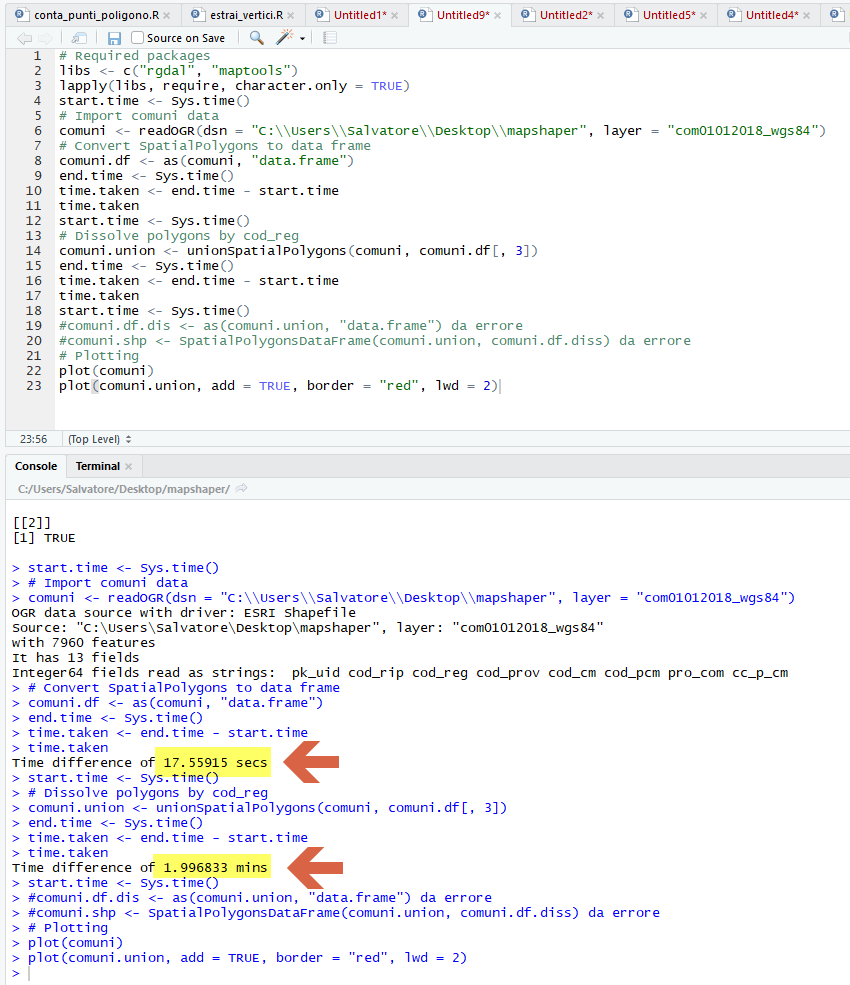 conta_punti_poligono.R × estrai_vertici.R × Untitled1* × Untitled9* × Untitled2* × Untitled5* × Untitled4* ×
Source on Save
1 # Required packages
2 libs <- c("rgdal", "maptools")
3 lapply(libs, require, character.only = TRUE)
4 start.time <- Sys.time()
5 # Import comuni data
6 comuni <- readOGR(dsn = "C:\\Users\\Salvatore\\Desktop\\mapshaper", layer = "com01012018_wgs84")
7 # Convert SpatialPolygons to data frame
8 comuni.df <- as(comuni, "data.frame")
9 end.time <- Sys.time()
10 time.taken <- end.time - start.time
11 time.taken
12 start.time <- Sys.time()
13 # Dissolve polygons by cod_reg
14 comuni.union <- unionSpatialPolygons(comuni, comuni.df[, 3])
15 end.time <- Sys.time()
16 time.taken <- end.time - start.time
17 time.taken
18 start.time <- Sys.time()
19 #comuni.df.dis <- as(comuni.union, "data.frame") da errore
20 #comuni.shp <- SpatialPolygonsDataFrame(comuni.union, comuni.df.diss) da errore
21 # Plotting
22 plot(comuni)
23 plot(comuni.union, add = TRUE, border = "red", lwd = 2)
23:56 (Top Level)
Console Terminal ×
C:/Users/Salvatore/Desktop/mapshaper/
[[2]]
[1] TRUE
> start.time <- Sys.time()
> # Import comuni data
> comuni <- readOGR(dsn = "C:\\Users\\Salvatore\\Desktop\\mapshaper", layer = "com01012018_wgs84")
OGR data source with driver: ESRI Shapefile
Source: "C:\Users\Salvatore\Desktop\mapshaper", layer: "com01012018_wgs84"
with 7960 features
It has 13 fields
Integer64 fields read as strings:  pk_uid cod_rip cod_reg cod_prov cod_cm cod_pcm pro_com cc_p_cm
> # Convert SpatialPolygons to data frame
> comuni.df <- as(comuni, "data.frame")
> end.time <- Sys.time()
> time.taken <- end.time - start.time
> time.taken
Time difference of 17.55915 secs
> start.time <- Sys.time()
> # Dissolve polygons by cod_reg
> comuni.union <- unionSpatialPolygons(comuni, comuni.df[, 3])
> end.time <- Sys.time()
> time.taken <- end.time - start.time
> time.taken
Time difference of 1.996833 mins
> start.time <- Sys.time()
> #comuni.df.dis <- as(comuni.union, "data.frame") da errore
> #comuni.shp <- SpatialPolygonsDataFrame(comuni.union, comuni.df.diss) da errore
> # Plotting
> plot(comuni)
> plot(comuni.union, add = TRUE, border = "red", lwd = 2)
>